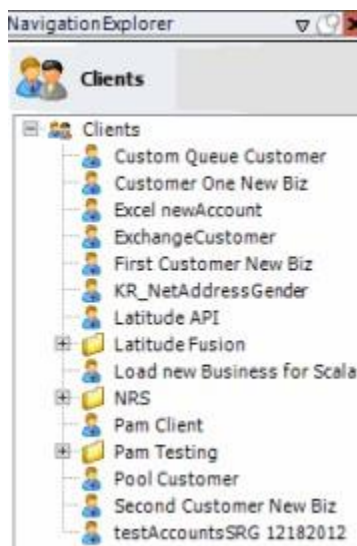 NavigationExplorer
Clients
Clients
Custom Queue Customer
Customer One New Biz
Excel newAccount
ExchangeCustomer
First Customer New Biz
KR_NetAddressGender
Latitude API
Latitude Fusion
Load new Business for Scala
NRS
Pam Client
Pam Testing
Pool Customer
Second Customer New Biz
testAccountsSRG 12182012